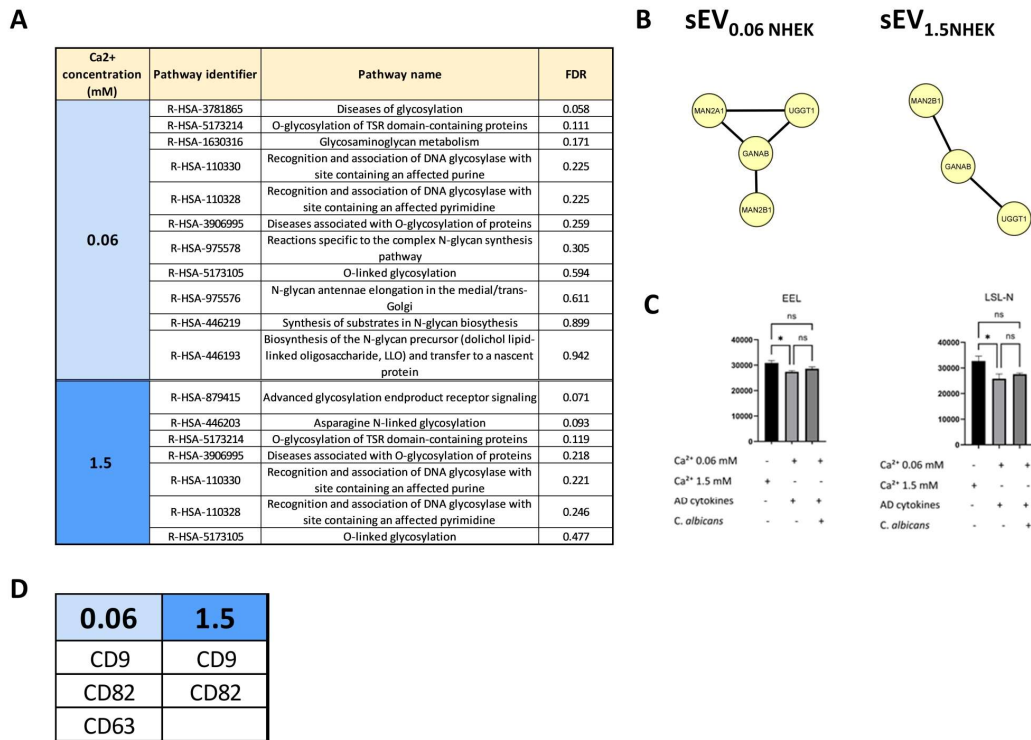 A
Ca2+ concentration (mM) Pathway identifier Pathway name FDR
0.06
R-HSA-3781865 Diseases of glycosylation 0.058
R-HSA-5173214 O-glycosylation of TSR domain-containing proteins 0.111
R-HSA-1630316 Glycosaminoglycan metabolism 0.171
R-HSA-110330 Recognition and association of DNA glycosylase with site containing an affected purine 0.225
R-HSA-110328 Recognition and association of DNA glycosylase with site containing an affected pyrimidine 0.225
R-HSA-3906995 Diseases associated with O-glycosylation of proteins 0.259
R-HSA-975578 Reactions specific to the complex N-glycan synthesis pathway 0.305
R-HSA-5173105 O-linked glycosylation 0.594
R-HSA-975576 N-glycan antennae elongation in the medial/trans-Golgi 0.611
R-HSA-446219 Synthesis of substrates in N-glycan biosythesis 0.899
R-HSA-446193 Biosynthesis of the N-glycan precursor (dolichol lipid-linked oligosaccharide, LLO) and transfer to a nascent protein 0.942
1.5
R-HSA-879415 Advanced glycosylation endproduct receptor signaling 0.071
R-HSA-446203 Asparagine N-linked glycosylation 0.093
R-HSA-5173214 O-glycosylation of TSR domain-containing proteins 0.119
R-HSA-3906995 Diseases associated with O-glycosylation of proteins 0.218
R-HSA-110330 Recognition and association of DNA glycosylase with site containing an affected purine 0.221
R-HSA-110328 Recognition and association of DNA glycosylase with site containing an affected pyrimidine 0.246
R-HSA-5173105 O-linked glycosylation 0.477
B
sEV0.06 NHEK
MAN2A1 UGGT1
GANAB
MAN2B1
sEV1.5NHEK
MAN2B1
GANAB
UGGT1
C
EEL
ns
* ns
40000
30000
20000
10000
0
Ca²⁺ 0.06 mM - + +
Ca²⁺ 1.5 mM + - -
AD cytokines - + +
C. albicans - - +
LSL-N
ns
* ns
40000
30000
20000
10000
0
Ca²⁺ 0.06 mM - + +
Ca²⁺ 1.5 mM + - -
AD cytokines - + +
C. albicans - - +
D
0.06 1.5
CD9 CD9
CD82 CD82
CD63